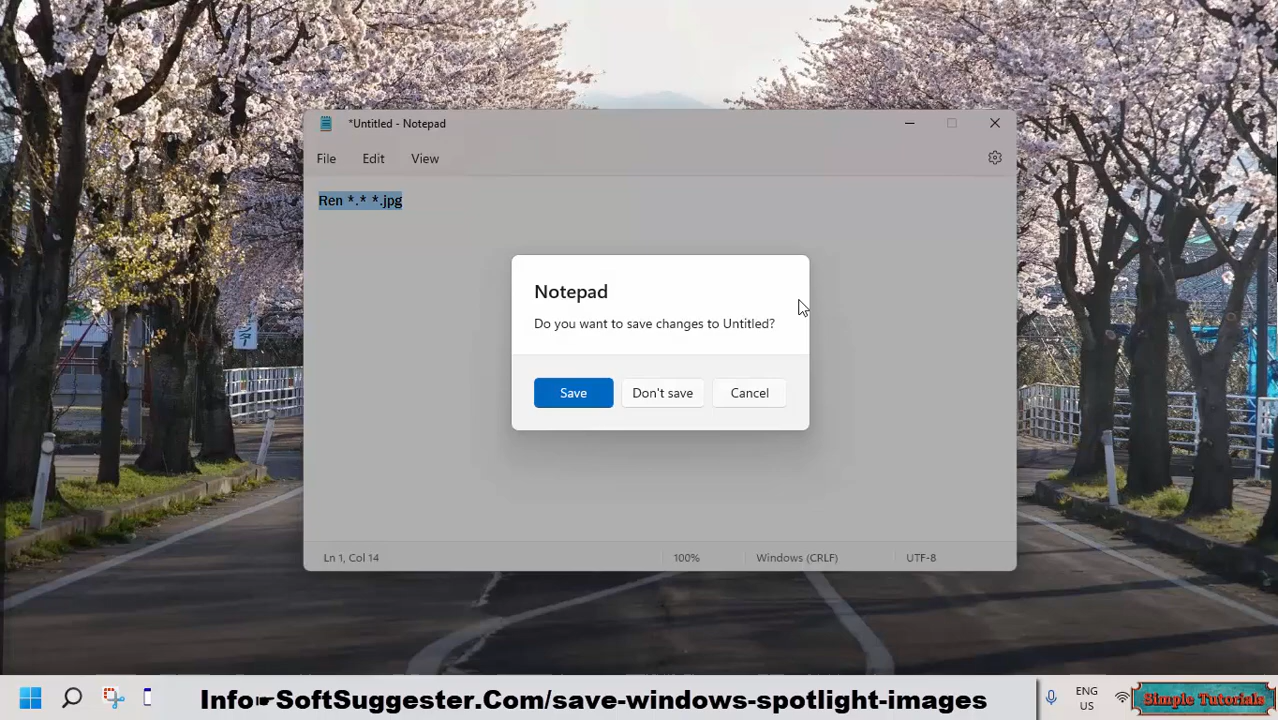 *Untitled - Notepad
File Edit View
Ren *.* *.jpg
Notepad
Do you want to save changes to Untitled?
Save Don't save Cancel
Ln 1, Col 14 100% Windows (CRLF) UTF-8
Info☛SoftSuggester.Com/save-windows-spotlight-images
ENG
US
Simple Tutorials